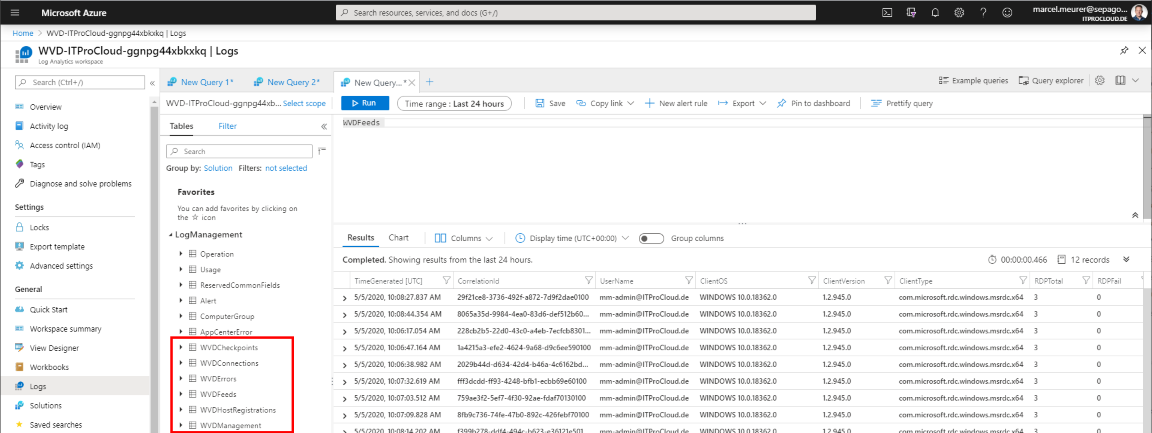 Microsoft Azure
Search resources, services, and docs (G+/)
marcel.meurer@sepago...
ITPROCLOUD.DE
Home > WVD-ITProCloud-ggnpg44xbkxkq | Logs
WVD-ITProCloud-ggnpg44xbkxkq | Logs
Log Analytics workspace
Search (Ctrl+/)
Overview
Activity log
Access control (IAM)
Tags
Diagnose and solve problems
Settings
Locks
Export template
Advanced settings
General
Quick Start
Workspace summary
View Designer
Workbooks
Logs
Solutions
Saved searches
New Query 1*
New Query 2*
New Query...*
Example queries
Query explorer
WVD-ITProCloud-ggnpg44xb... Select scope
Run
Time range : Last 24 hours
Save
Copy link
New alert rule
Export
Pin to dashboard
Prettify query
Tables
Filter
Search
Group by: Solution Filters: not selected
Favorites
You can add favorites by clicking on
the ☆ icon
LogManagement
Operation
Usage
ReservedCommonFields
Alert
ComputerGroup
AppCenterError
WVDCheckpoints
WVDConnections
WVDErrors
WVDFeeds
WVDHostRegistrations
WVDManagement
WVDFeeds
Results
Chart
Columns
Display time (UTC+00:00)
Group columns
Completed. Showing results from the last 24 hours.
00:00:00.466
12 records
TimeGenerated [UTC] CorrelationId UserName ClientOS ClientVersion ClientType RDPTotal RDPFail
5/5/2020, 10:08:27.837 AM 29f21ce8-3736-492f-a872-7d9f2dae0100 mm-admin@ITProCloud.de WINDOWS 10.0.18362.0 1.2.945.0 com.microsoft.rdc.windows.msrdc.x64 3 0
5/5/2020, 10:08:44.354 AM 8065a35d-9984-4ea0-83d6-def512b60... mm-admin@ITProCloud.de WINDOWS 10.0.18362.0 1.2.945.0 com.microsoft.rdc.windows.msrdc.x64 3 0
5/5/2020, 10:06:17.054 AM 228cb2b5-22d0-43c0-a4eb-7ecfcb8301... mm-admin@ITProCloud.de WINDOWS 10.0.18362.0 1.2.945.0 com.microsoft.rdc.windows.msrdc.x64 3 0
5/5/2020, 10:06:47.164 AM 1a4215a3-efe2-4624-9a68-d9c6ee590100 mm-admin@ITProCloud.de WINDOWS 10.0.18362.0 1.2.945.0 com.microsoft.rdc.windows.msrdc.x64 3 0
5/5/2020, 10:06:38.982 AM 2029b44d-d634-42d4-b46a-4c6162bd... mm-admin@ITProCloud.de WINDOWS 10.0.18362.0 1.2.945.0 com.microsoft.rdc.windows.msrdc.x64 3 0
5/5/2020, 10:07:32.619 AM fff3dcdd-ff93-4248-bfb1-ecbb69e60100 mm-admin@ITProCloud.de WINDOWS 10.0.18362.0 1.2.945.0 com.microsoft.rdc.windows.msrdc.x64 3 0
5/5/2020, 10:07:03.512 AM 759ae3f2-5ef7-4f30-92ae-fdaf70130100 mm-admin@ITProCloud.de WINDOWS 10.0.18362.0 1.2.945.0 com.microsoft.rdc.windows.msrdc.x64 3 0
5/5/2020, 10:07:09.828 AM 8fb9c736-74fe-47b0-892c-426febf70100 mm-admin@ITProCloud.de WINDOWS 10.0.18362.0 1.2.945.0 com.microsoft.rdc.windows.msrdc.x64 3 0
5/5/2020, 10:08:14.202 AM f399b278-ddf4-494c-b623-e36121e501... mm-admin@ITProCloud.de WINDOWS 10.0.18362.0 1.2.945.0 com.microsoft.rdc.windows.msrdc.x64 3 0